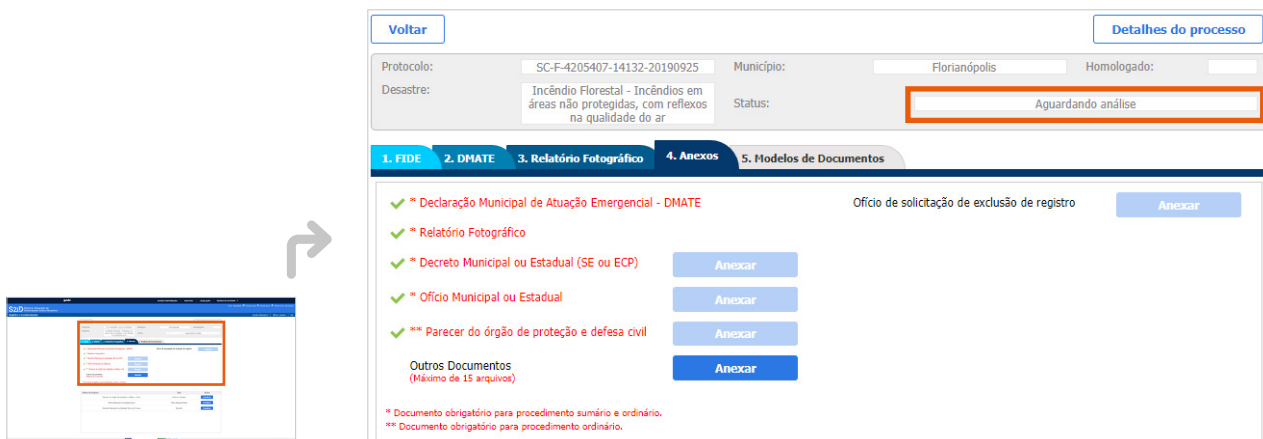 Voltar
Detalhes do processo
Protocolo:
SC-F-4205407-14132-20190925
Município:
Florianópolis
Homologado:
Desastre:
Incêndio Florestal - Incêndios em
áreas não protegidas, com reflexos
na qualidade do ar
Status:
Aguardando análise
1. FIDE
2. DMATE
3. Relatório Fotográfico
4. Anexos
5. Modelos de Documentos
* Declaração Municipal de Atuação Emergencial - DMATE
Ofício de solicitação de exclusão de registro
Anexar
* Relatório Fotográfico
* Decreto Municipal ou Estadual (SE ou ECP)
Anexar
* Ofício Municipal ou Estadual
Anexar
** Parecer do órgão de proteção e defesa civil
Anexar
Outros Documentos
(Máximo de 15 arquivos)
Anexar
* Documento obrigatório para procedimento sumário e ordinário.
** Documento obrigatório para procedimento ordinário.
S2iD